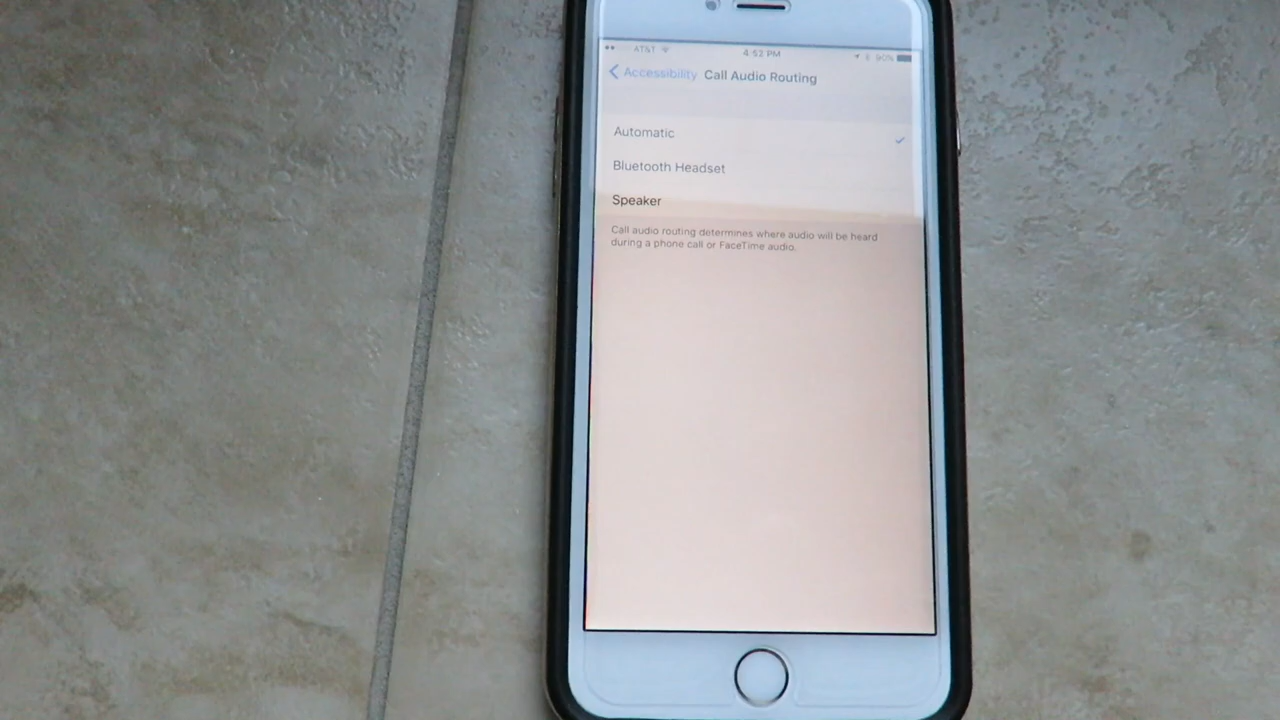 AT&T 4:52 PM 90%
Accessibility Call Audio Routing
Automatic
Bluetooth Headset
Speaker
Call audio routing determines where audio will be heard
during a phone call or FaceTime audio.